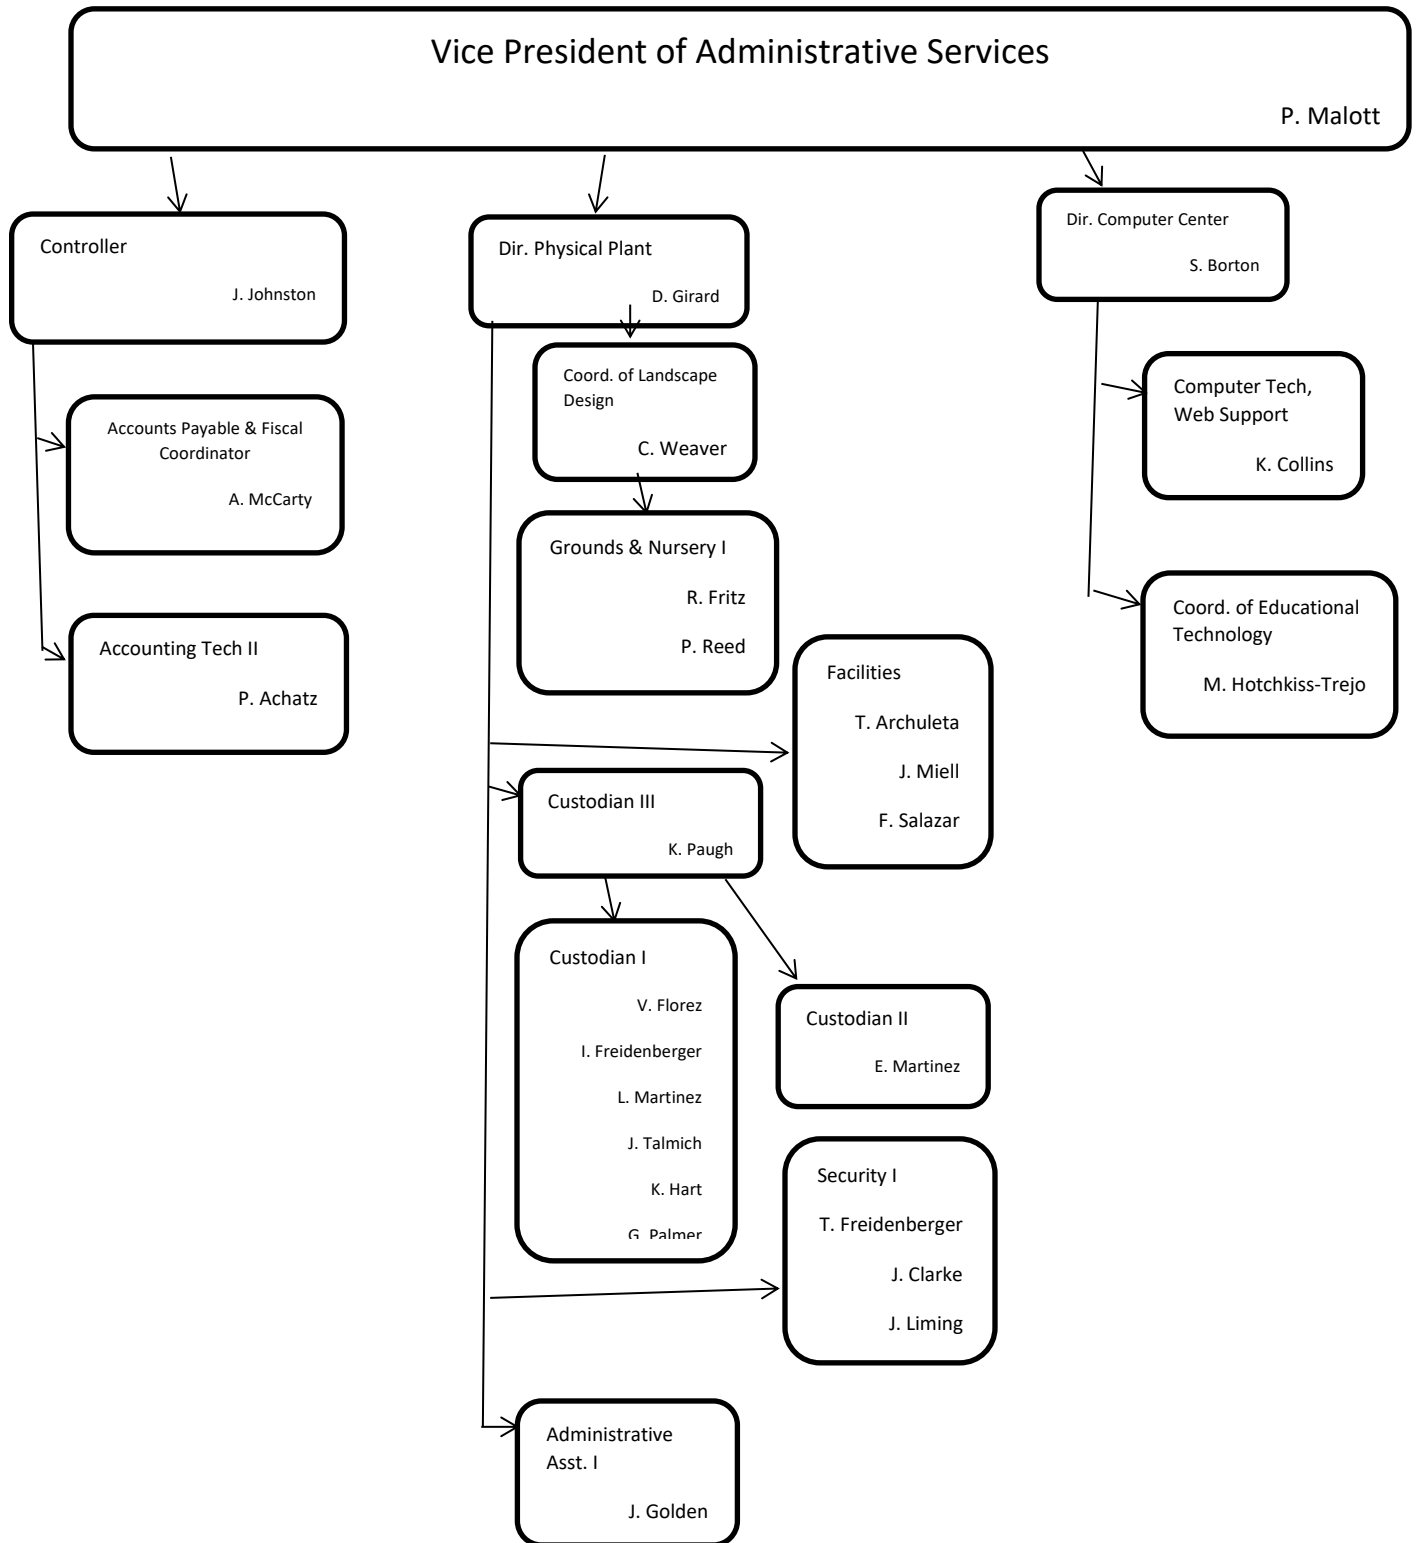 Vice President of Administrative Services
P. Malott
Controller
J. Johnston
Accounts Payable & Fiscal
Coordinator
A. McCarty
Accounting Tech II
P. Achatz
Dir. Physical Plant
D. Girard
Coord. of Landscape
Design
C. Weaver
Grounds & Nursery I
R. Fritz
P. Reed
Facilities
T. Archuleta
J. Miell
F. Salazar
Custodian III
K. Paugh
Custodian I
V. Florez
I. Freidenberger
L. Martinez
J. Talmich
K. Hart
G. Palmer
Custodian II
E. Martinez
Security I
T. Freidenberger
J. Clarke
J. Liming
Administrative
Asst. I
J. Golden
Dir. Computer Center
S. Borton
Computer Tech,
Web Support
K. Collins
Coord. of Educational
Technology
M. Hotchkiss-Trejo